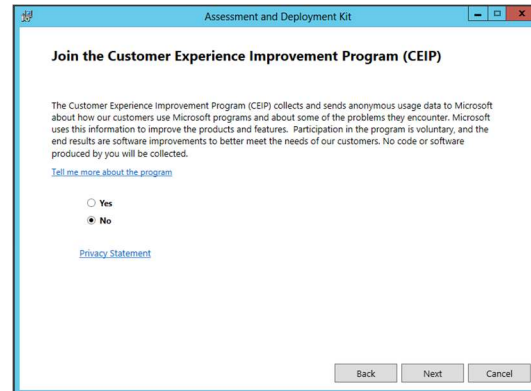 Assessment and Deployment Kit
Join the Customer Experience Improvement Program (CEIP)
The Customer Experience Improvement Program (CEIP) collects and sends anonymous usage data to Microsoft
about how our customers use Microsoft programs and about some of the problems they encounter. Microsoft
uses this information to improve the products and features. Participation in the program is voluntary, and the
end results are software improvements to better meet the needs of our customers. No code or software
produced by you will be collected.
Tell me more about the program
Yes
No
Privacy Statement
Back Next Cancel